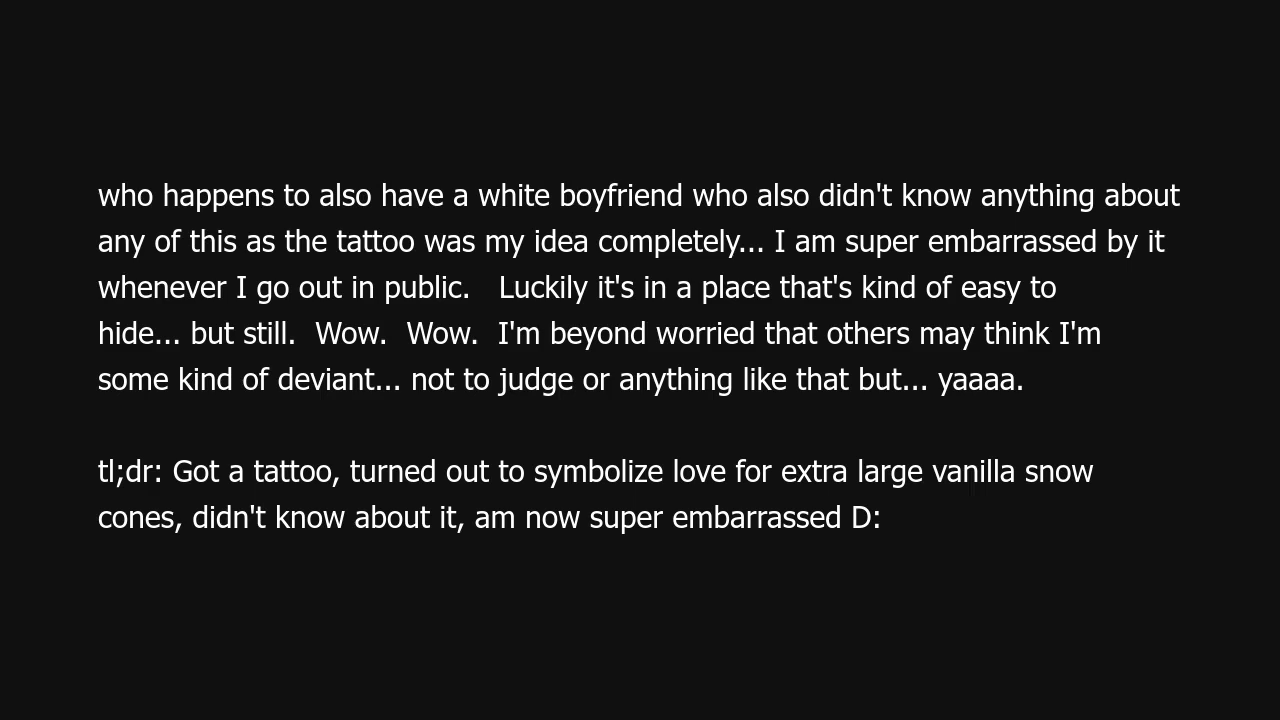 who happens to also have a white boyfriend who also didn't know anything about
any of this as the tattoo was my idea completely... I am super embarrassed by it
whenever I go out in public.   Luckily it's in a place that's kind of easy to
hide... but still.  Wow.  Wow.  I'm beyond worried that others may think I'm
some kind of deviant... not to judge or anything like that but... yaaaa.

tl;dr: Got a tattoo, turned out to symbolize love for extra large vanilla snow
cones, didn't know about it, am now super embarrassed D: